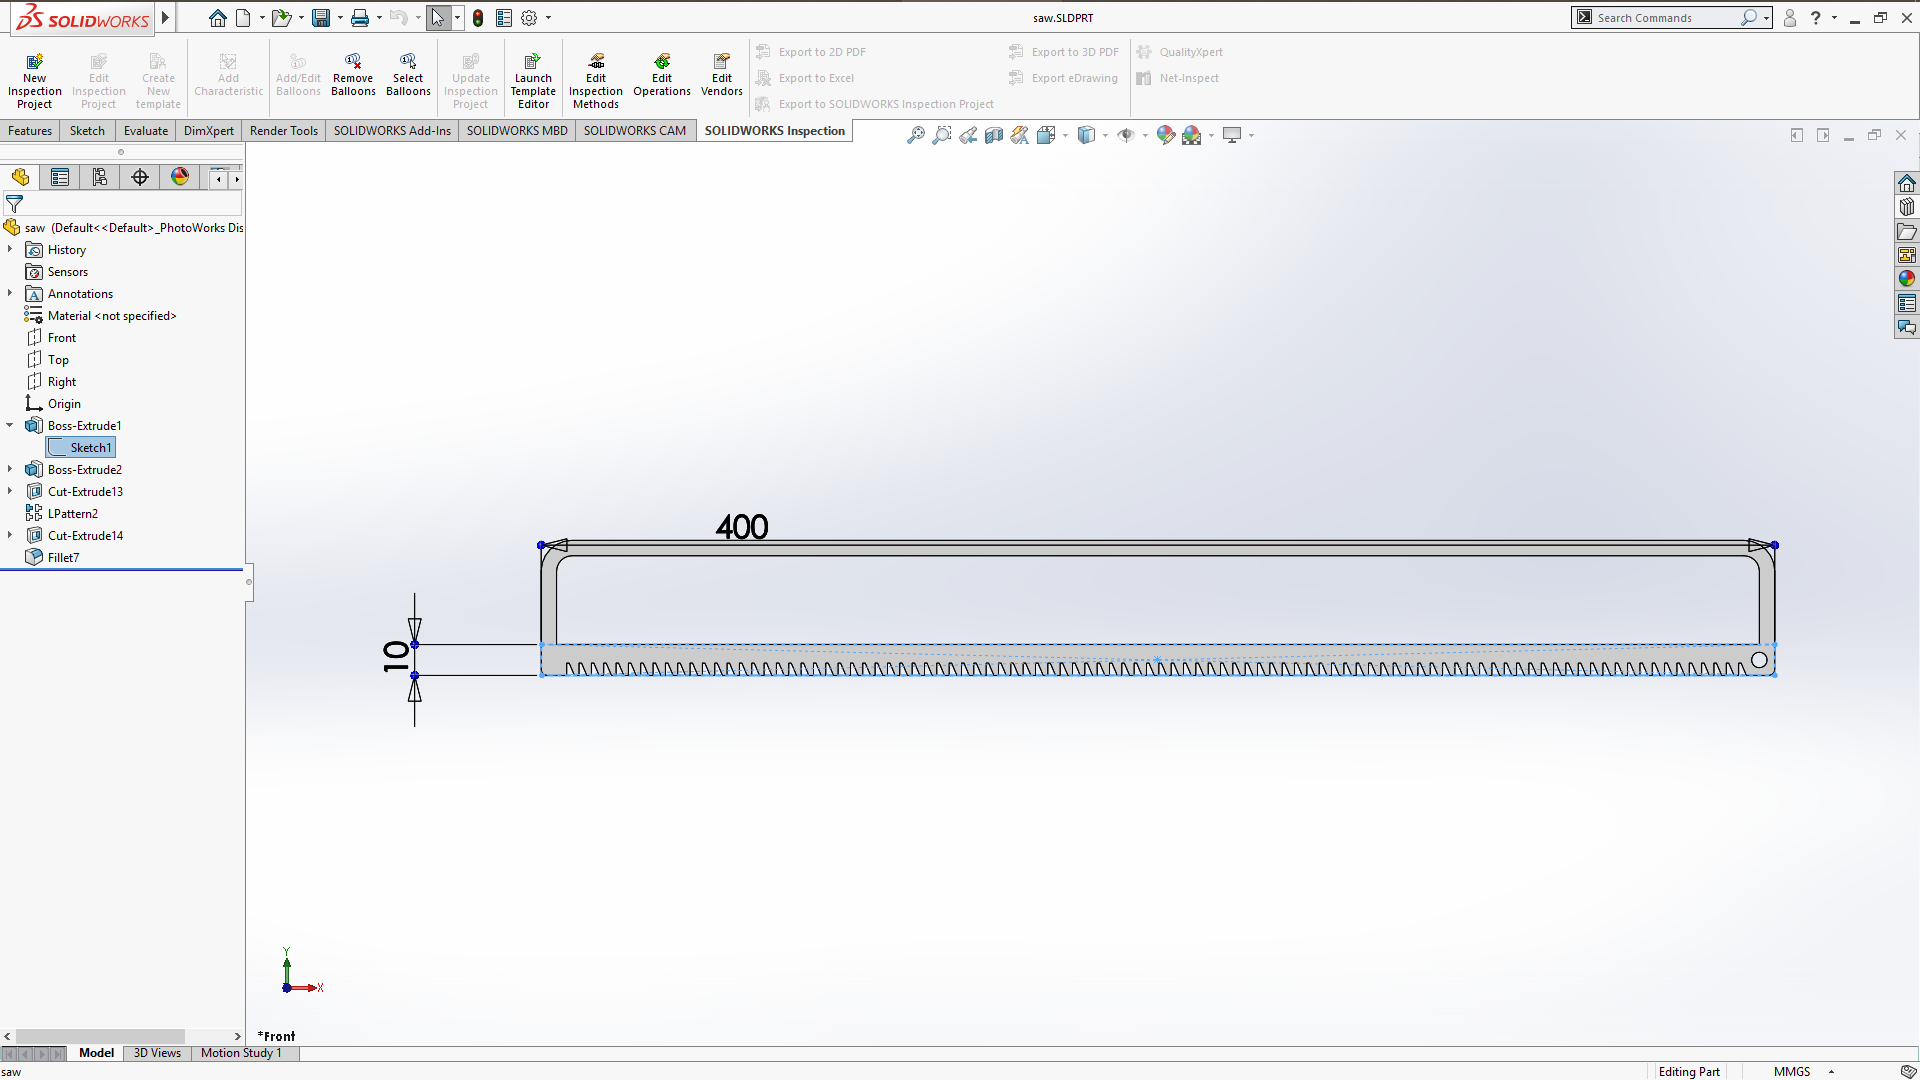 SOLIDWORKS
saw.SLDPRT
Search Commands
New Inspection Project
Edit Inspection Project
Create New template
Add Characteristic
Add/Edit Balloons
Remove Balloons
Select Balloons
Update Inspection Project
Launch Template Editor
Edit Inspection Methods
Edit Operations
Edit Vendors
Export to 2D PDF
Export to Excel
Export to SOLIDWORKS Inspection Project
Export to 3D PDF
Export eDrawing
QualityXpert
Net-Inspect
Features
Sketch
Evaluate
DimXpert
Render Tools
SOLIDWORKS Add-Ins
SOLIDWORKS MBD
SOLIDWORKS CAM
SOLIDWORKS Inspection
saw (Default<<Default>_PhotoWorks Dis
History
Sensors
Annotations
Material <not specified>
Front
Top
Right
Origin
Boss-Extrude1
Sketch1
Boss-Extrude2
Cut-Extrude13
LPattern2
Cut-Extrude14
Fillet7
400
10
Y
X
*Front
Model
3D Views
Motion Study 1
saw
Editing Part
MMGS